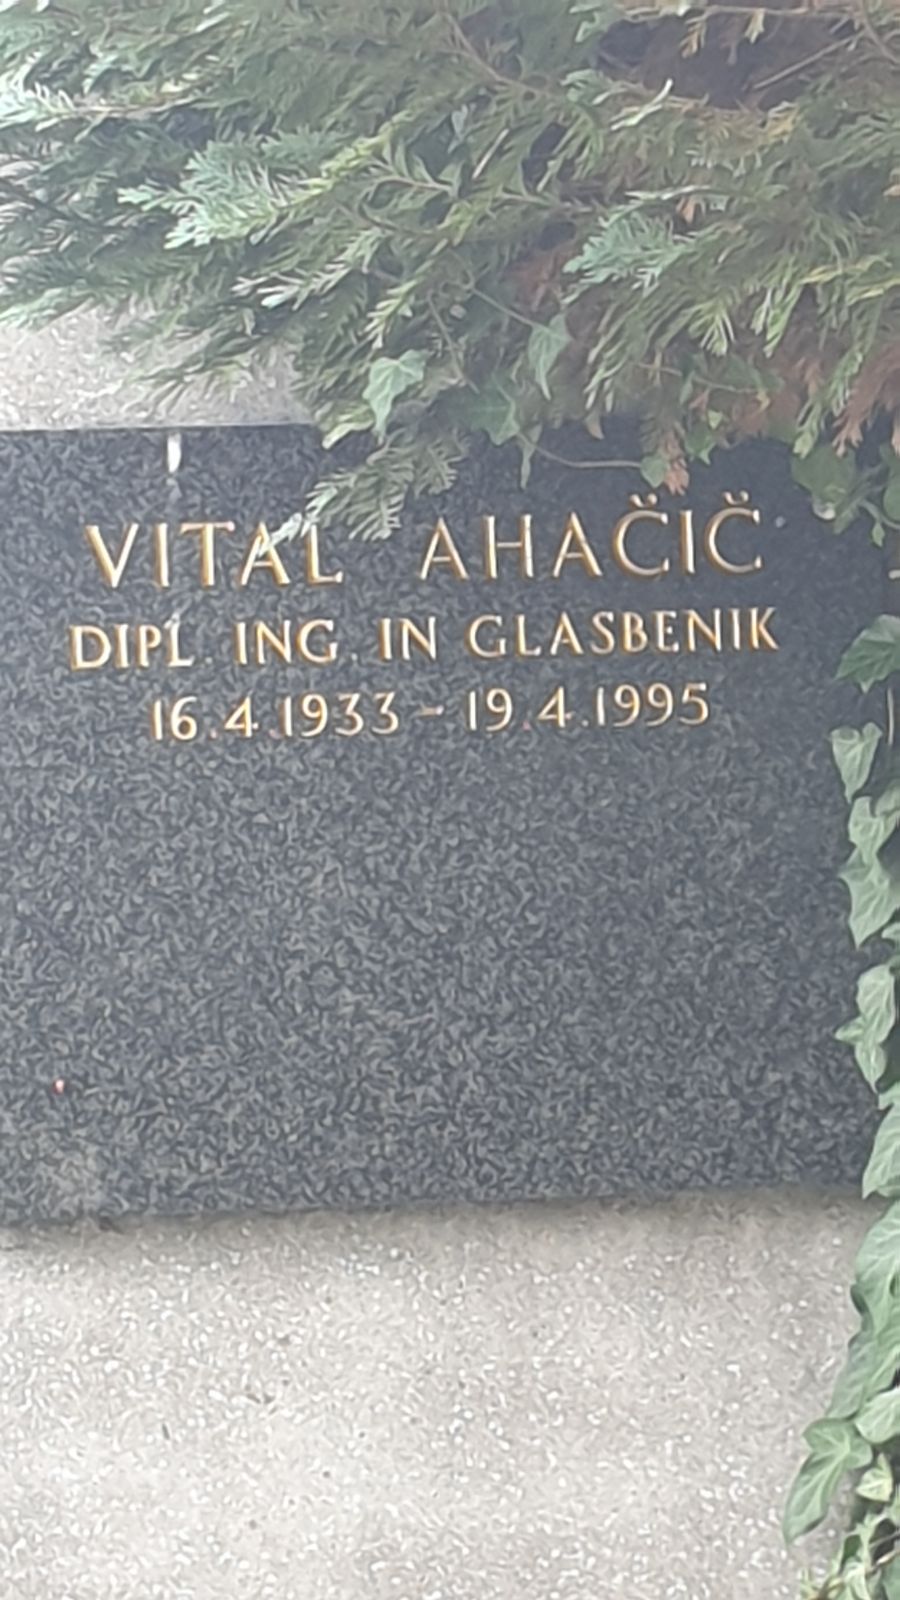 VITAL AHAČIČ
DIPL. ING. IN GLASBENIK
16.4.1933 - 19.4.1995